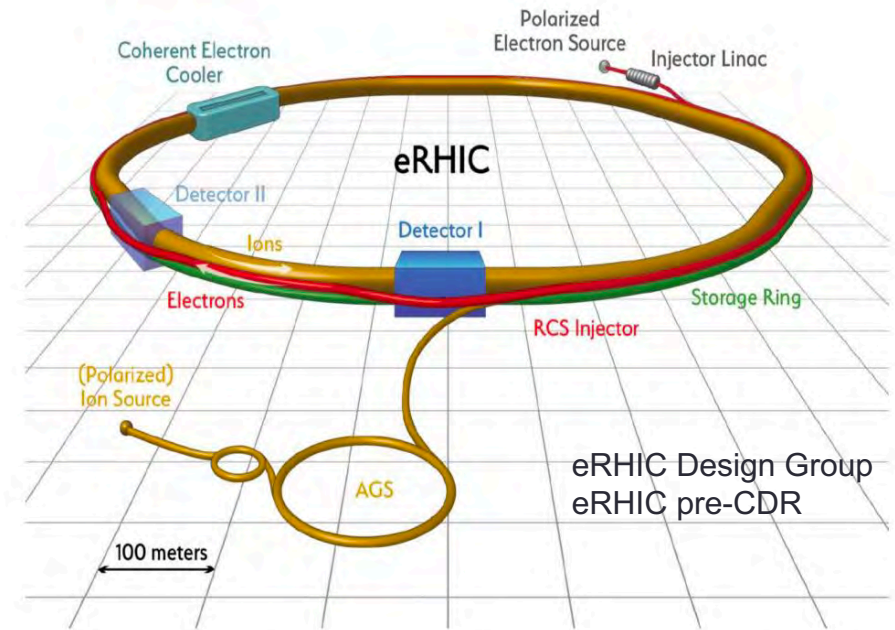 Polarized
Electron Source
Injector Linac
Coherent Electron
Cooler
eRHIC
Detector II
Ions
Detector I
Electrons
Storage Ring
RCS Injector
(Polarized)
Ion Source
AGS
eRHIC Design Group
eRHIC pre-CDR
100 meters